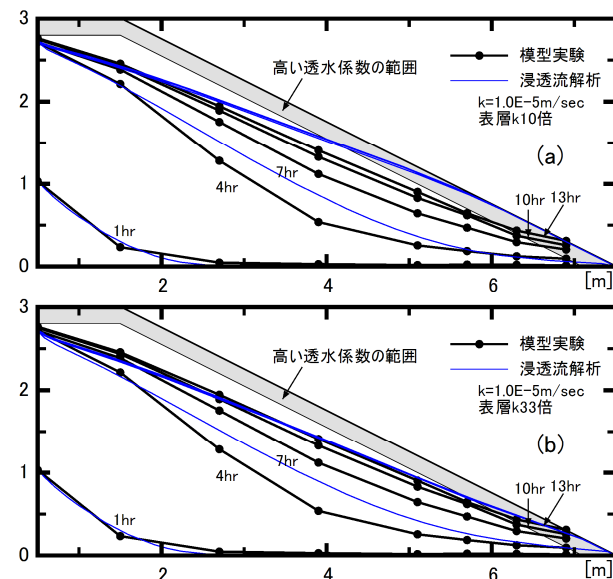 3
高い透水係数の範囲
模型実験
浸透流解析
k=1.0E-5m/sec
表層k10倍
2
(a)
7hr
4hr
1
10hr
13hr
1hr
0
2
4
6
[m]
3
高い透水係数の範囲
模型実験
浸透流解析
k=1.0E-5m/sec
表層k33倍
2
(b)
7hr
4hr
1
10hr
13hr
1hr
0
2
4
6
[m]